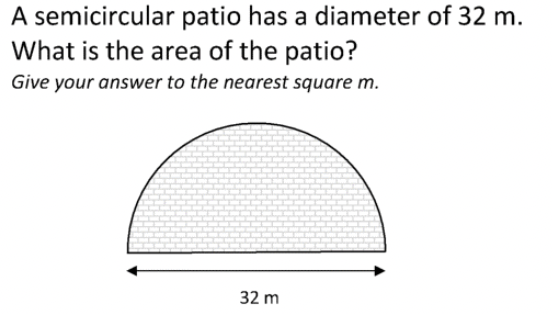 A semicircular patio has a diameter of 32 m.
What is the area of the patio?
Give your answer to the nearest square m.
32 m